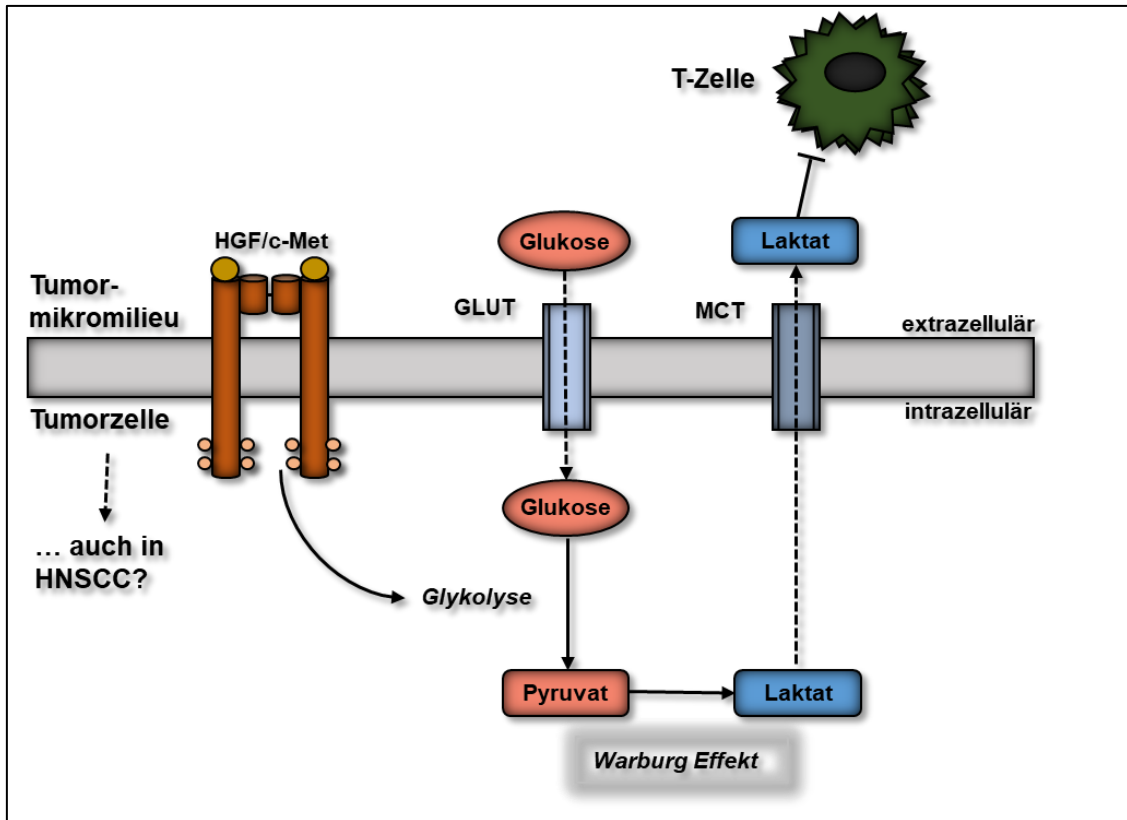 T-Zelle
HGF/c-Met
Glukose
Laktat
Tumor-
mikromilieu
GLUT
MCT
extrazellulär
Tumorzelle
intrazellulär
Glukose
… auch in
HNSCC?
Glykolyse
Pyruvat
Laktat
Warburg Effekt